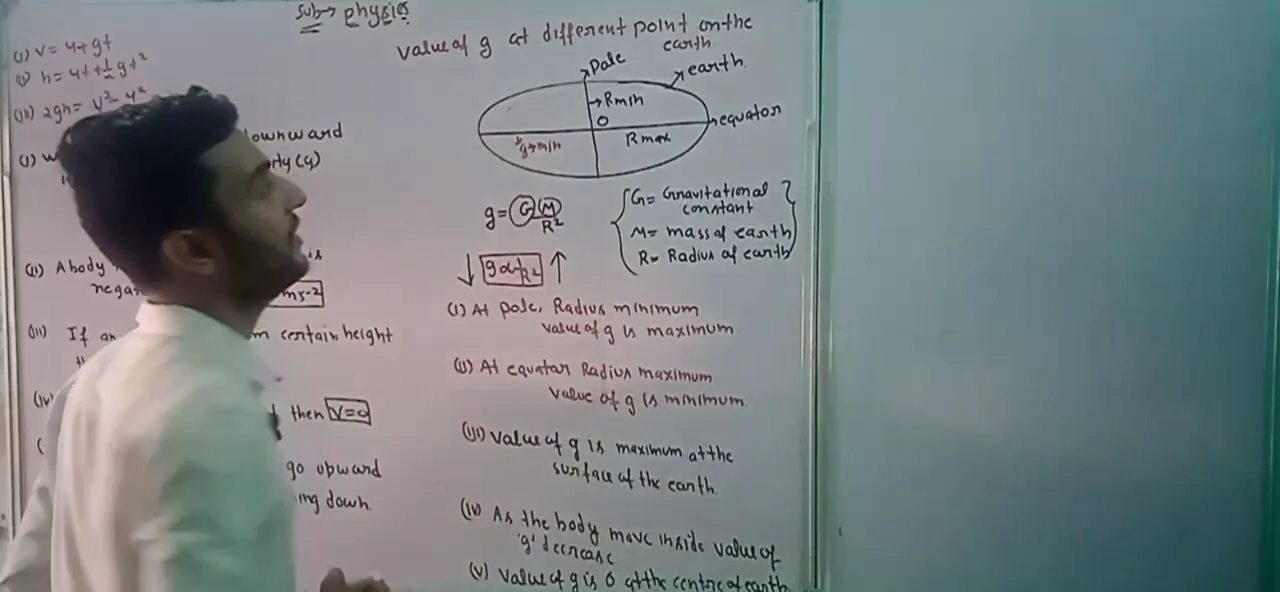 sub→ physics
(i) v = u+gt
(ii) h = ut+½gt²
(iii) 2gh = v²-u²
(i) w
downward
rty(g)
(ii) A body
is
negat
ms-2
(iii) If an
m certain height
th
(iv)
then v=0
(
go upward
ing down.
value of g at different point on the
earth.
Pole
earth.
Rmin
O
equator
g→min
Rmax
g = G M/R²
G = Gravitational
constant
M = mass of earth
R = Radius of earth
↓ g∝1/R² ↑
(i) At pole, Radius minimum
value of g is maximum.
(ii) At equator Radius maximum
value of g is minimum.
(iii) value of g is maximum at the
surface of the earth.
(iv) As the body move inside value of
'g' decrease
(v) value of g is 0 at the centre of earth